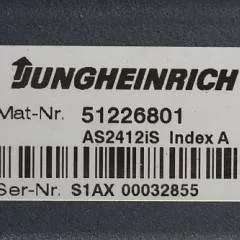 JUNGHEINRICH
Mat-Nr. 51226801
AS2412iS Index A
Ser-Nr. S1AX 00032855